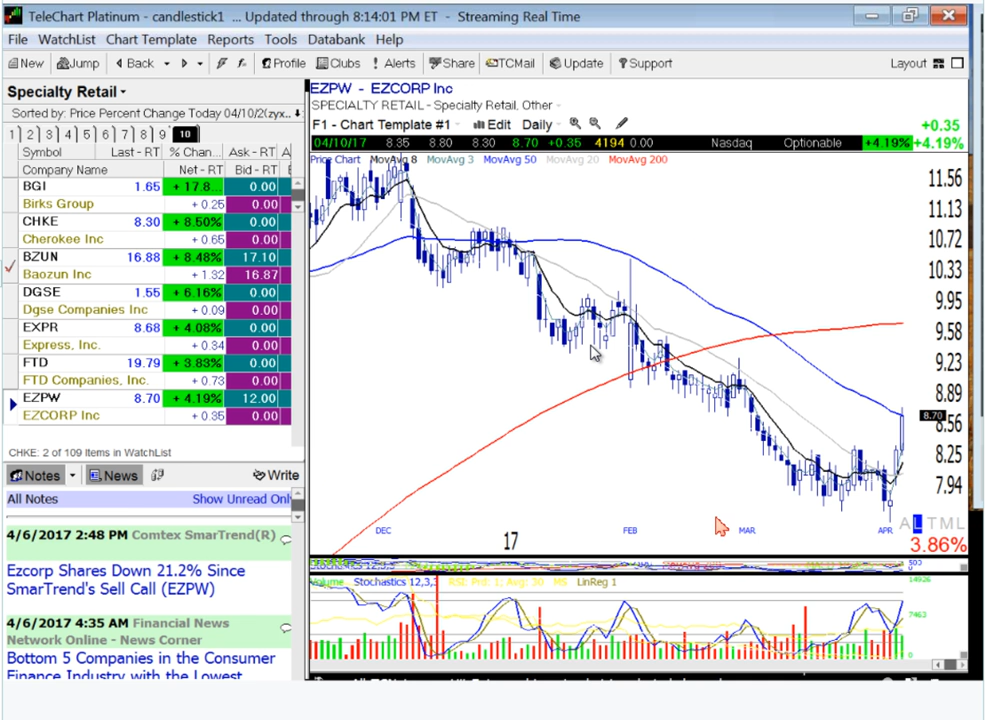 TeleChart Platinum - candlestick1 ... Updated through 8:14:01 PM ET - Streaming Real Time
File WatchList Chart Template Reports Tools Databank Help
New Jump Back Profile Clubs Alerts Share TCMail Update Support Layout
Specialty Retail
Sorted by: Price Percent Change Today 04/10/2(zyx..
1 2 3 4 5 6 7 8 9 10
Symbol Last - RT % Chan... Ask - RT A
Company Name Net - RT Bid - RT E
BGI 1.65 + 17.8... 0.00
Birks Group + 0.25 0.00
CHKE 8.30 + 8.50% 0.00
Cherokee Inc + 0.65 0.00
BZUN 16.88 + 8.48% 17.10
Baozun Inc + 1.32 16.87
DGSE 1.55 + 6.16% 0.00
Dgse Companies Inc + 0.09 0.00
EXPR 8.68 + 4.08% 0.00
Express, Inc. + 0.34 0.00
FTD 19.79 + 3.83% 0.00
FTD Companies, Inc. + 0.73 0.00
EZPW 8.70 + 4.19% 12.00
EZCORP Inc + 0.35 0.00
CHKE: 2 of 109 Items in WatchList
Notes News Write
All Notes Show Unread Onl
4/6/2017 2:48 PM Comtex SmarTrend(R)
Ezcorp Shares Down 21.2% Since
SmarTrend's Sell Call (EZPW)
4/6/2017 4:35 AM Financial News
Network Online - News Corner
Bottom 5 Companies in the Consumer
Finance Industry with the Lowest
EZPW - EZCORP Inc
SPECIALTY RETAIL - Specialty Retail, Other
F1 - Chart Template #1 Edit Daily
+0.35
04/10/17 8.35 8.80 8.30 8.70 +0.35 4194 0.00 Nasdaq Optionable +4.19% +4.19%
Price Chart MovAvg 8 MovAvg 3 MovAvg 50 MovAvg 20 MovAvg 200
11.56
11.13
10.72
10.33
9.95
9.58
9.23
8.89
8.70
8.56
8.25
7.94
DEC 17 FEB MAR APR
A L T M L
3.86%
Stochastics 12,3,
500
0
Volume Stochastics 12,3,3 RSI: Prd: 1; Avg: 30 MS LinReg 1
14926
7463
0